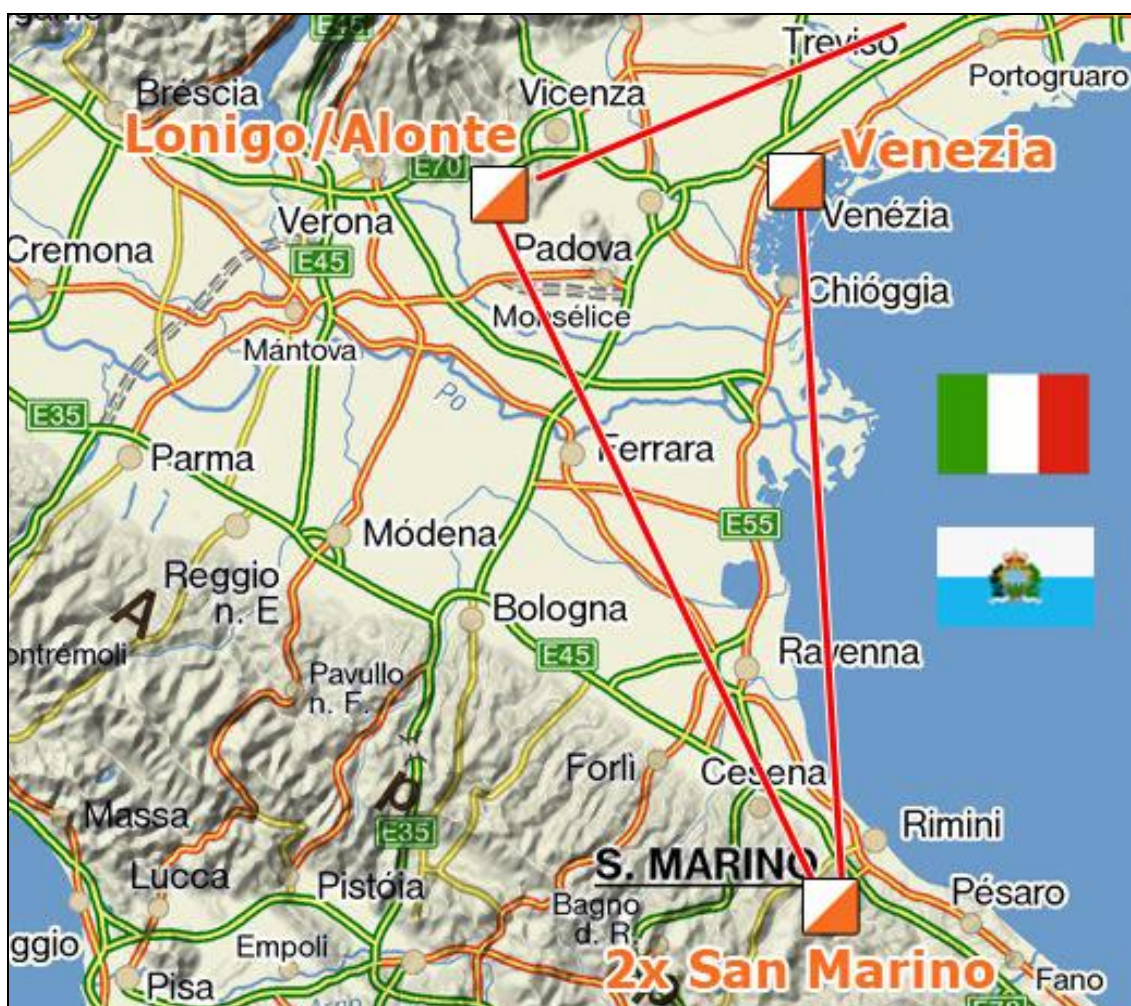 E45
Treviso
Portogruaro
Bréscia
Vicenza
Lonigo/Alonte
Venezia
E70
Verona
Venézia
Cremona
E45
Padova
Chióggia
Monsélice
Mántova
Po
E35
Parma
Ferrara
Módena
E55
Reggio
n. E
A
Bologna
Ravenna
E45
Pavullo
n. F.
Forlì
Cesena
p
Massa
E35
Rimini
S. MARINO
Lucca
Pistóia
Bagno
d. R.
Pésaro
Empoli
2x San Marino
Pisa
Fano
p